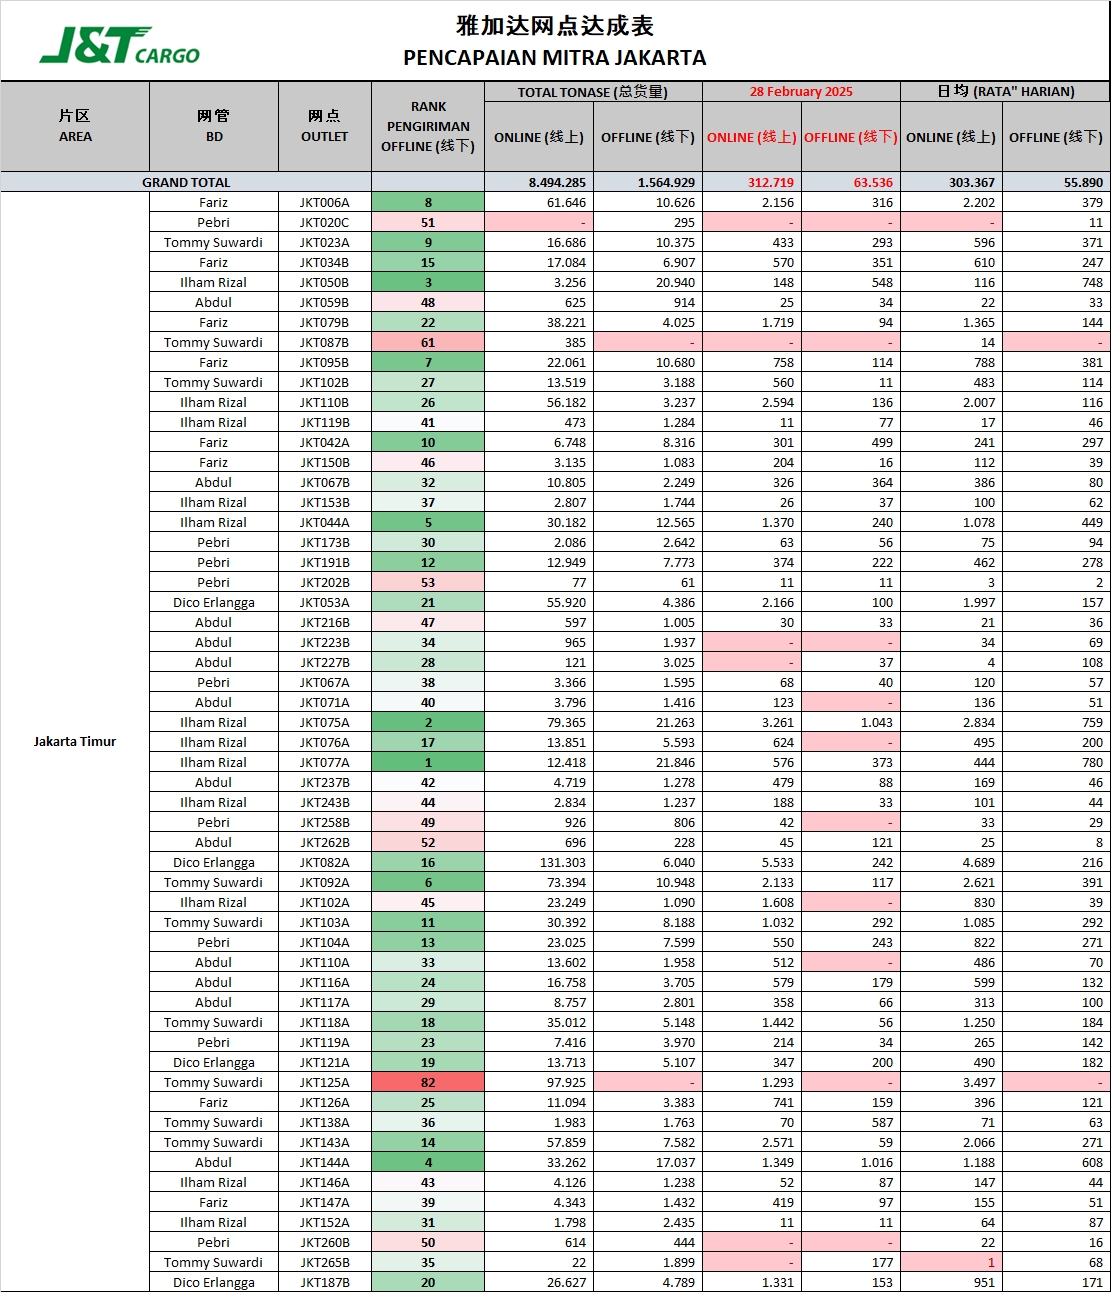 J&T CARGO
雅加达网点达成表
PENCAPAIAN MITRA JAKARTA
片区 AREA
网管 BD
网点 OUTLET
RANK PENGIRIMAN OFFLINE (线下)
TOTAL TONASE (总货量)
28 February 2025
日均 (RATA" HARIAN)
ONLINE (线上) OFFLINE (线下) ONLINE (线上) OFFLINE (线下) ONLINE (线上) OFFLINE (线下)
GRAND TOTAL 8.494.285 1.564.929 312.719 63.536 303.367 55.890
Jakarta Timur
Fariz JKT006A 8 61.646 10.626 2.156 316 2.202 379
Pebri JKT020C 51 - 295 - - - 11
Tommy Suwardi JKT023A 9 16.686 10.375 433 293 596 371
Fariz JKT034B 15 17.084 6.907 570 351 610 247
Ilham Rizal JKT050B 3 3.256 20.940 148 548 116 748
Abdul JKT059B 48 625 914 25 34 22 33
Fariz JKT079B 22 38.221 4.025 1.719 94 1.365 144
Tommy Suwardi JKT087B 61 385 - - - 14 -
Fariz JKT095B 7 22.061 10.680 758 114 788 381
Tommy Suwardi JKT102B 27 13.519 3.188 560 11 483 114
Ilham Rizal JKT110B 26 56.182 3.237 2.594 136 2.007 116
Ilham Rizal JKT119B 41 473 1.284 11 77 17 46
Fariz JKT042A 10 6.748 8.316 301 499 241 297
Fariz JKT150B 46 3.135 1.083 204 16 112 39
Abdul JKT067B 32 10.805 2.249 326 364 386 80
Ilham Rizal JKT153B 37 2.807 1.744 26 37 100 62
Ilham Rizal JKT044A 5 30.182 12.565 1.370 240 1.078 449
Pebri JKT173B 30 2.086 2.642 63 56 75 94
Pebri JKT191B 12 12.949 7.773 374 222 462 278
Pebri JKT202B 53 77 61 11 11 3 2
Dico Erlangga JKT053A 21 55.920 4.386 2.166 100 1.997 157
Abdul JKT216B 47 597 1.005 30 33 21 36
Abdul JKT223B 34 965 1.937 - - 34 69
Abdul JKT227B 28 121 3.025 - 37 4 108
Pebri JKT067A 38 3.366 1.595 68 40 120 57
Abdul JKT071A 40 3.796 1.416 123 - 136 51
Ilham Rizal JKT075A 2 79.365 21.263 3.261 1.043 2.834 759
Ilham Rizal JKT076A 17 13.851 5.593 624 - 495 200
Ilham Rizal JKT077A 1 12.418 21.846 576 373 444 780
Abdul JKT237B 42 4.719 1.278 479 88 169 46
Ilham Rizal JKT243B 44 2.834 1.237 188 33 101 44
Pebri JKT258B 49 926 806 42 - 33 29
Abdul JKT262B 52 696 228 45 121 25 8
Dico Erlangga JKT082A 16 131.303 6.040 5.533 242 4.689 216
Tommy Suwardi JKT092A 6 73.394 10.948 2.133 117 2.621 391
Ilham Rizal JKT102A 45 23.249 1.090 1.608 - 830 39
Tommy Suwardi JKT103A 11 30.392 8.188 1.032 292 1.085 292
Pebri JKT104A 13 23.025 7.599 550 243 822 271
Abdul JKT110A 33 13.602 1.958 512 - 486 70
Abdul JKT116A 24 16.758 3.705 579 179 599 132
Abdul JKT117A 29 8.757 2.801 358 66 313 100
Tommy Suwardi JKT118A 18 35.012 5.148 1.442 56 1.250 184
Pebri JKT119A 23 7.416 3.970 214 34 265 142
Dico Erlangga JKT121A 19 13.713 5.107 347 200 490 182
Tommy Suwardi JKT125A 82 97.925 - 1.293 - 3.497 -
Fariz JKT126A 25 11.094 3.383 741 159 396 121
Tommy Suwardi JKT138A 36 1.983 1.763 70 587 71 63
Tommy Suwardi JKT143A 14 57.859 7.582 2.571 59 2.066 271
Abdul JKT144A 4 33.262 17.037 1.349 1.016 1.188 608
Ilham Rizal JKT146A 43 4.126 1.238 52 87 147 44
Fariz JKT147A 39 4.343 1.432 419 97 155 51
Ilham Rizal JKT152A 31 1.798 2.435 11 11 64 87
Pebri JKT260B 50 614 444 - - 22 16
Tommy Suwardi JKT265B 35 22 1.899 - 177 1 68
Dico Erlangga JKT187B 20 26.627 4.789 1.331 153 951 171